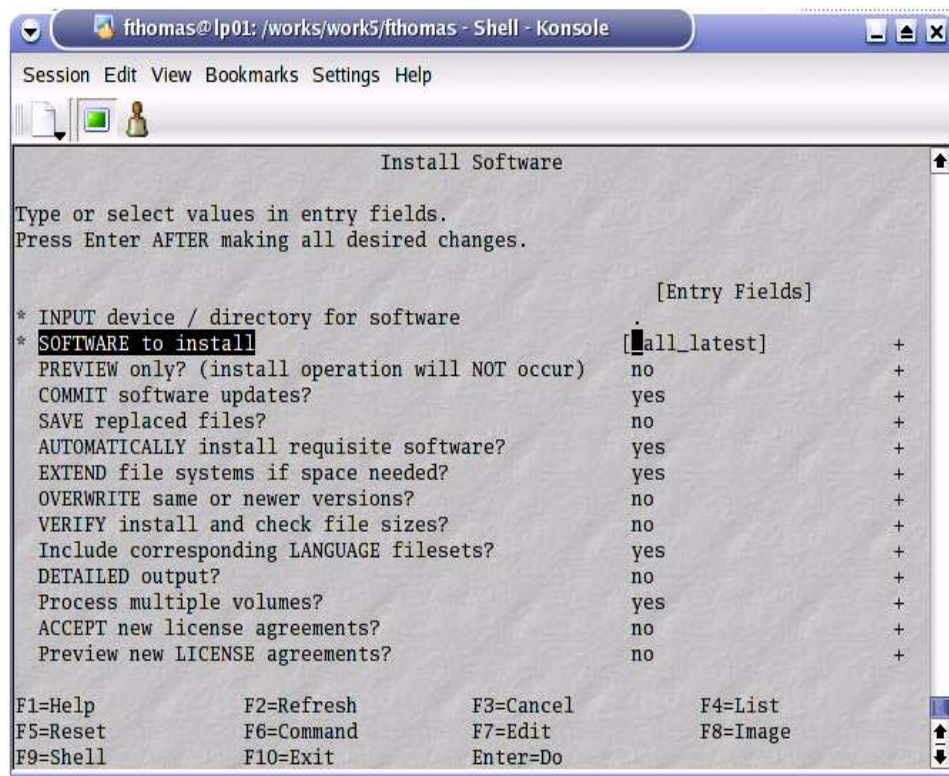 fthomas@lp01: /works/work5/fthomas - Shell - Konsole
Session Edit View Bookmarks Settings Help
Install Software
Type or select values in entry fields.
Press Enter AFTER making all desired changes.
[Entry Fields]
* INPUT device / directory for software .
* SOFTWARE to install [_all_latest] +
PREVIEW only? (install operation will NOT occur) no +
COMMIT software updates? yes +
SAVE replaced files? no +
AUTOMATICALLY install requisite software? yes +
EXTEND file systems if space needed? yes +
OVERWRITE same or newer versions? no +
VERIFY install and check file sizes? no +
Include corresponding LANGUAGE filesets? yes +
DETAILED output? no +
Process multiple volumes? yes +
ACCEPT new license agreements? no +
Preview new LICENSE agreements? no +
F1=Help F2=Refresh F3=Cancel F4=List
F5=Reset F6=Command F7=Edit F8=Image
F9=Shell F10=Exit Enter=Do